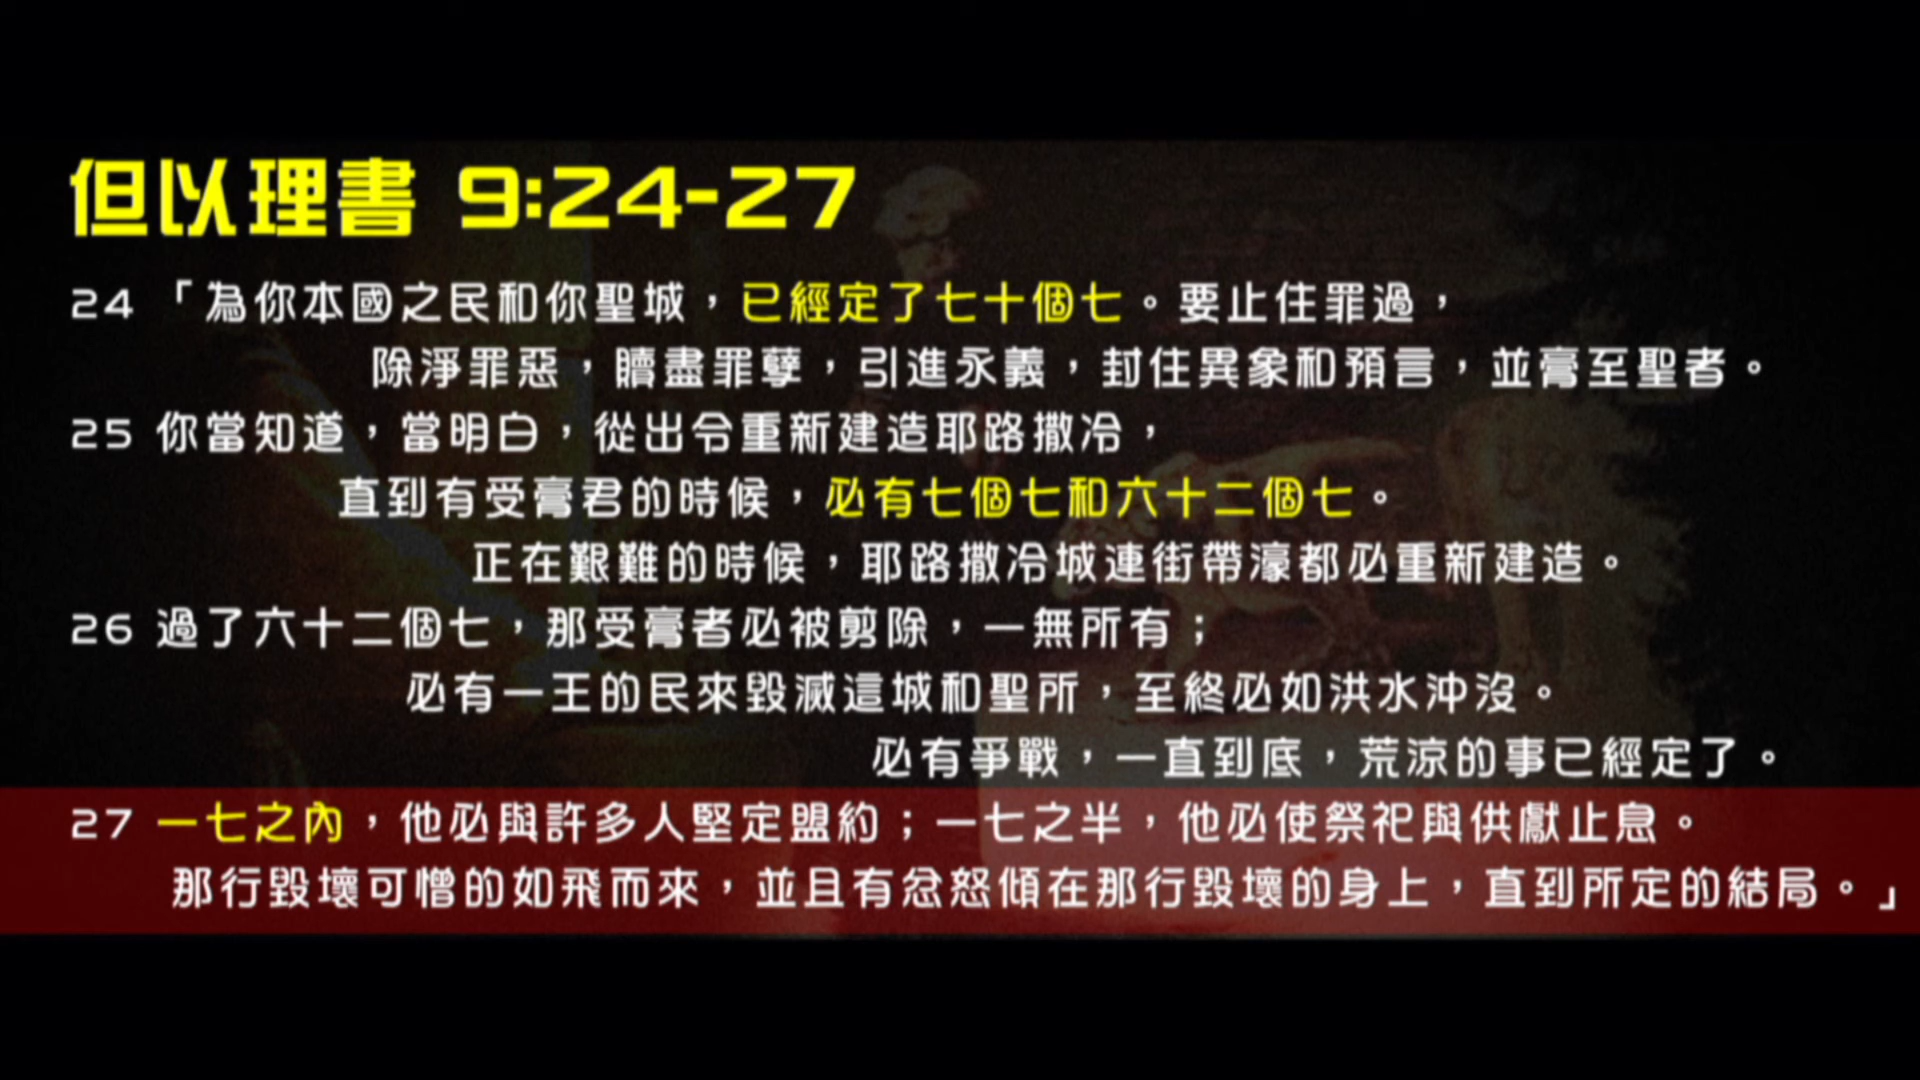 但以理書 9:24-27
24 「為你本國之民和你聖城，已經定了七十個七。要止住罪過，
除淨罪惡，贖盡罪孽，引進永義，封住異象和預言，並膏至聖者。
25 你當知道，當明白，從出令重新建造耶路撒冷，
直到有受膏君的時候，必有七個七和六十二個七。
正在艱難的時候，耶路撒冷城連街帶濠都必重新建造。
26 過了六十二個七，那受膏者必被剪除，一無所有；
必有一王的民來毀滅這城和聖所，至終必如洪水沖沒。
必有爭戰，一直到底，荒涼的事已經定了。
27 一七之內，他必與許多人堅定盟約；一七之半，他必使祭祀與供獻止息。
那行毀壞可憎的如飛而來，並且有忿怒傾在那行毀壞的身上，直到所定的結局。」